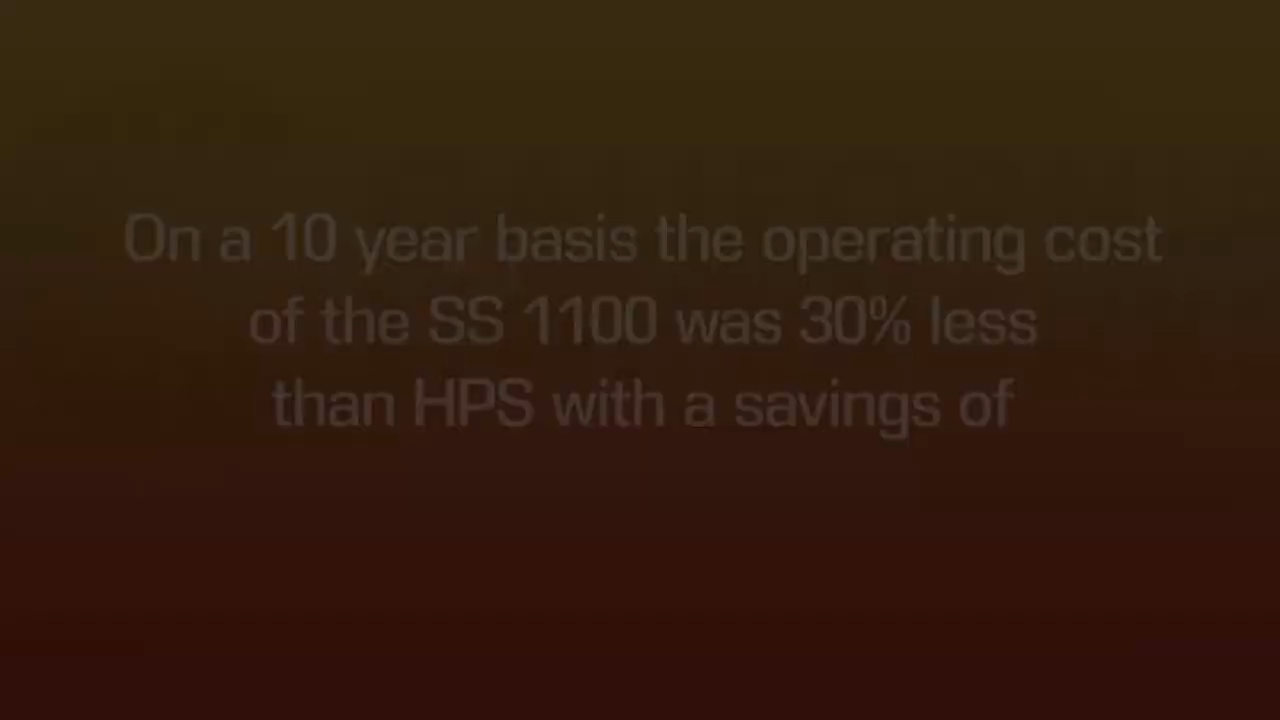 On a 10 year basis the operating cost
of the SS 1100 was 30% less
than HPS with a savings of